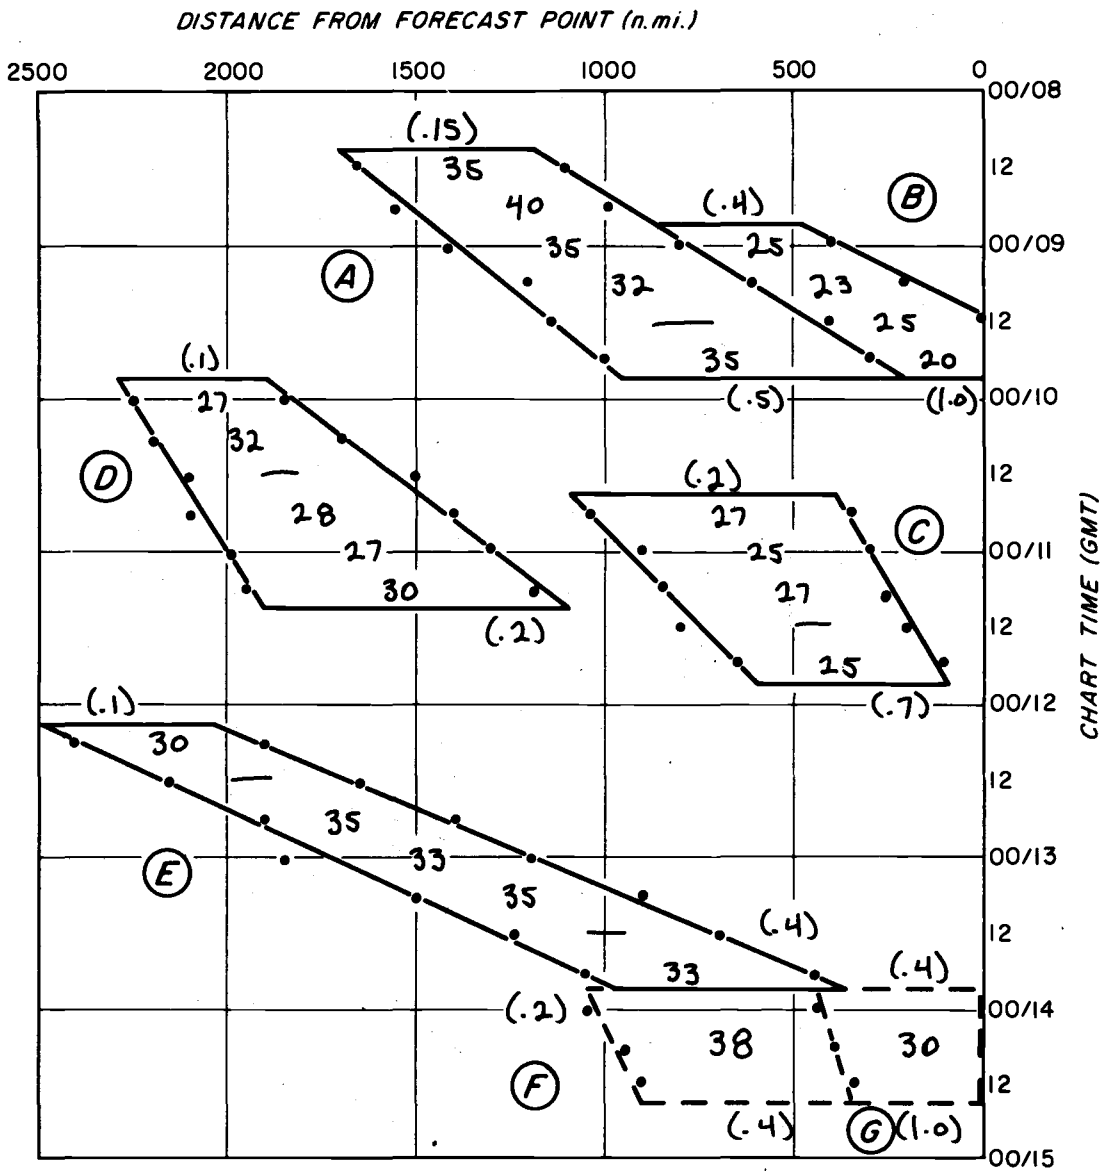 DISTANCE FROM FORECAST POINT (n.mi.)
2500 2000 1500 1000 500 0
00/08
(.15)
35 12
40 (.4) B
35 25 00/09
A 32 23
25 12
(.1) 35 20
27 (.5) (1.0) 00/10
32
D (.2) 12
28 27 C
27 25 00/11
30 27
(.2) 12
25
(.1) (.7) 00/12
30
12
35
33 00/13
E 35
(.4) 12
33 (.4)
(.2) 00/14
38 30
F 12
(.4) G (1.0)
00/15
CHART TIME (GMT)